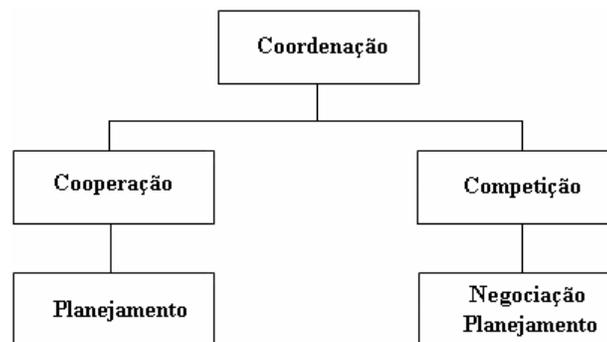 Coordenação
Cooperação
Competição
Planejamento
Negociação
Planejamento